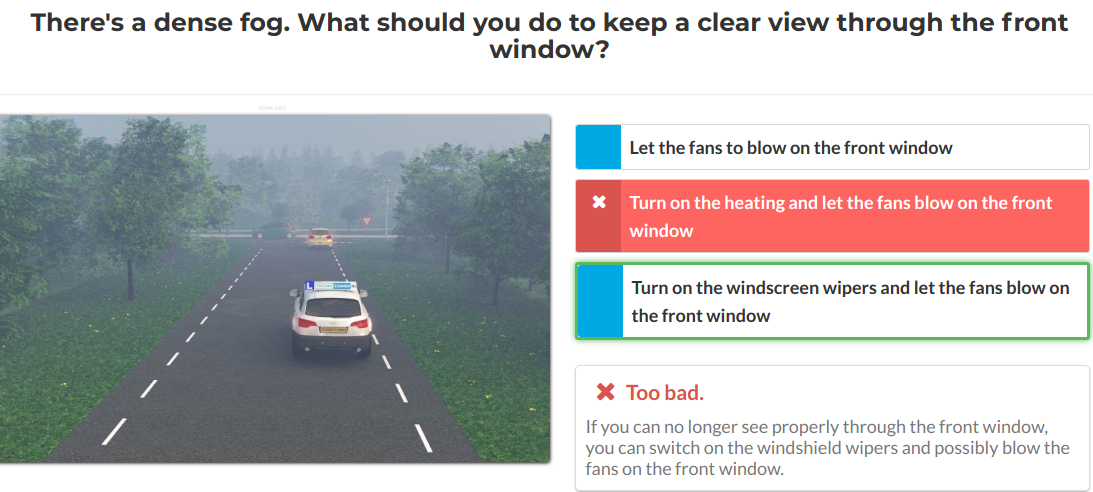 There's a dense fog. What should you do to keep a clear view through the front
window?
Let the fans to blow on the front window
Turn on the heating and let the fans blow on the front
window
Turn on the windscreen wipers and let the fans blow on
the front window
L
Too bad.
If you can no longer see properly through the front window,
you can switch on the windshield wipers and possibly blow the
fans on the front window.